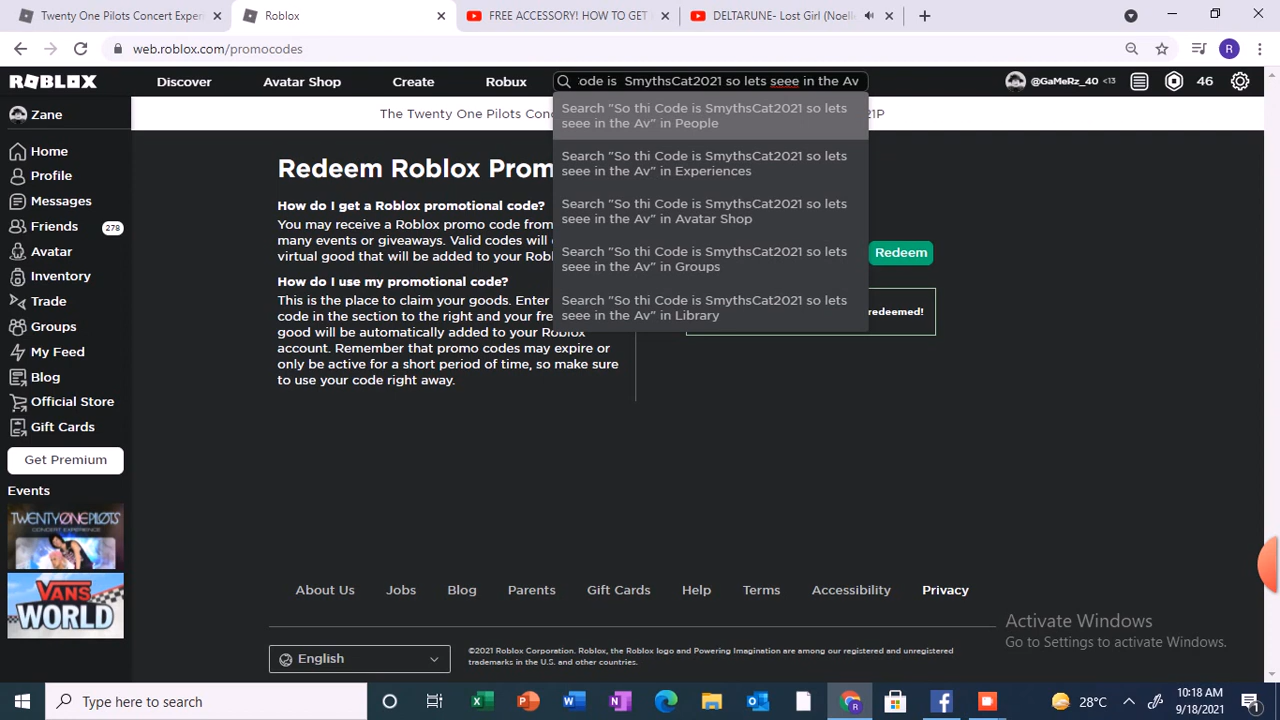 Twenty One Pilots Concert Experi
Roblox
FREE ACCESSORY! HOW TO GET
DELTARUNE- Lost Girl (Noelle
web.roblox.com/promocodes
R
ROBLOX
Discover
Avatar Shop
Create
Robux
ode is SmythsCat2021 so lets seee in the Av
@GaMeRz_40 <13
46
The Twenty One Pilots Con
21P
Search "So thi Code is SmythsCat2021 so lets
seee in the Av" in People
Search "So thi Code is SmythsCat2021 so lets
seee in the Av" in Experiences
Search "So thi Code is SmythsCat2021 so lets
seee in the Av" in Avatar Shop
Search "So thi Code is SmythsCat2021 so lets
seee in the Av" in Groups
Search "So thi Code is SmythsCat2021 so lets
seee in the Av" in Library
Zane
Home
Profile
Messages
Friends
278
Avatar
Inventory
Trade
Groups
My Feed
Blog
Official Store
Gift Cards
Get Premium
Events
TWENTY ONE PILOTS
CONCERT EXPERIENCE
VANS
WORLD
Redeem Roblox Prom
How do I get a Roblox promotional code?
You may receive a Roblox promo code from
many events or giveaways. Valid codes will
virtual good that will be added to your Rob
How do I use my promotional code?
This is the place to claim your goods. Enter
code in the section to the right and your free
good will be automatically added to your Roblox
account. Remember that promo codes may expire or
only be active for a short period of time, so make sure
to use your code right away.
Redeem
redeemed!
About Us
Jobs
Blog
Parents
Gift Cards
Help
Terms
Accessibility
Privacy
English
©2021 Roblox Corporation. Roblox, the Roblox logo and Powering Imagination are among our registered and unregistered
trademarks in the U.S. and other countries.
Activate Windows
Go to Settings to activate Windows.
Type here to search
28°C
10:18 AM
9/18/2021
1